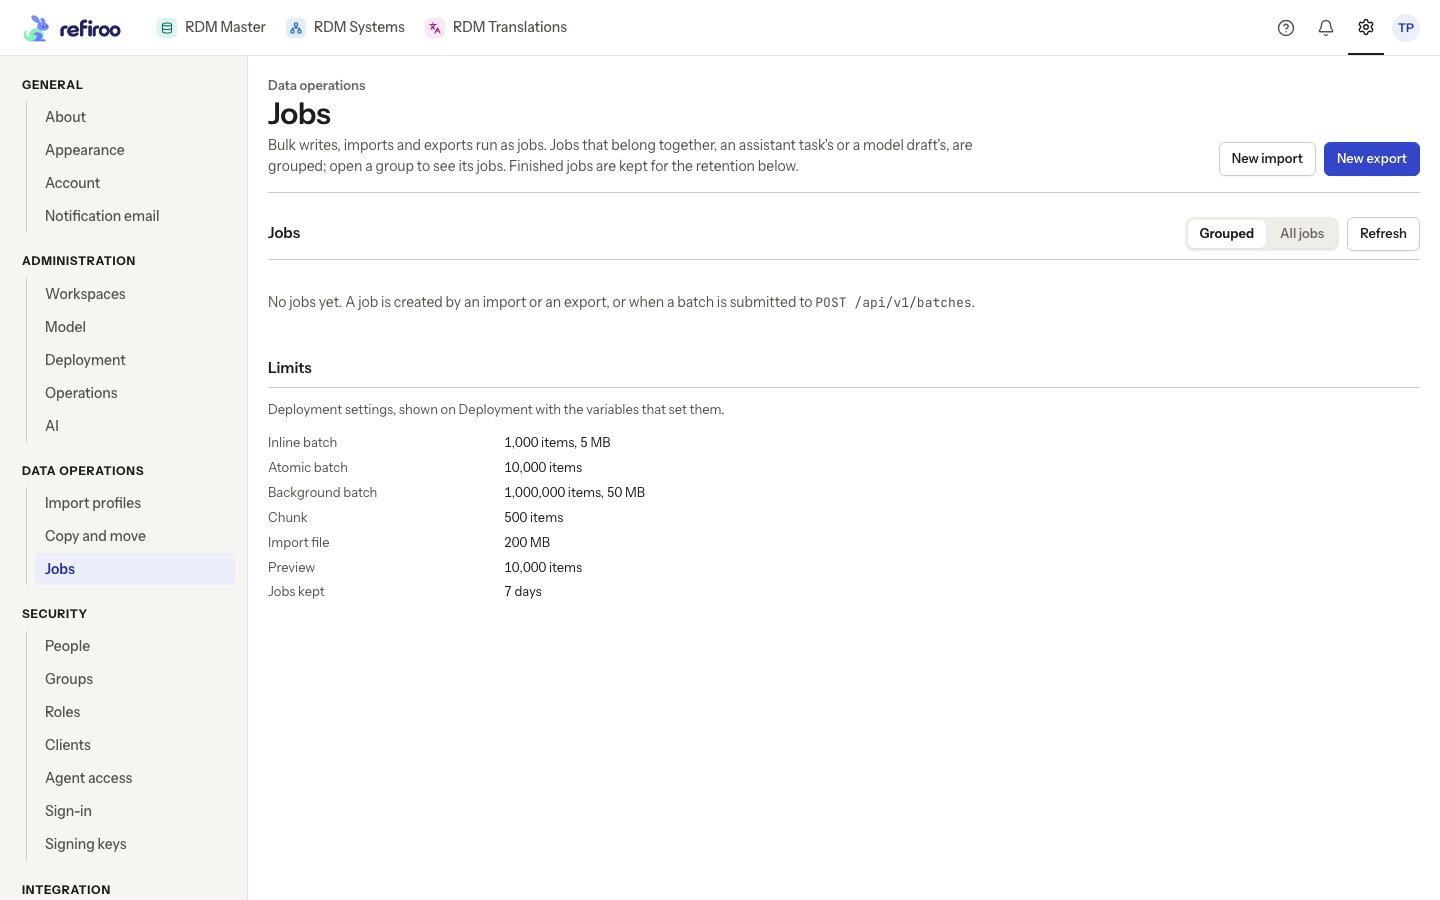 refiroo
RDM Master
RDM Systems
RDM Translations
TP
GENERAL
About
Appearance
Account
Notification email
ADMINISTRATION
Workspaces
Model
Deployment
Operations
AI
DATA OPERATIONS
Import profiles
Copy and move
Jobs
SECURITY
People
Groups
Roles
Clients
Agent access
Sign-in
Signing keys
INTEGRATION
Data operations
Jobs
Bulk writes, imports and exports run as jobs. Jobs that belong together, an assistant task's or a model draft's, are
grouped; open a group to see its jobs. Finished jobs are kept for the retention below.
New import
New export
Jobs
Grouped
All jobs
Refresh
No jobs yet. A job is created by an import or an export, or when a batch is submitted to POST /api/v1/batches.
Limits
Deployment settings, shown on Deployment with the variables that set them.
Inline batch 1,000 items, 5 MB
Atomic batch 10,000 items
Background batch 1,000,000 items, 50 MB
Chunk 500 items
Import file 200 MB
Preview 10,000 items
Jobs kept 7 days